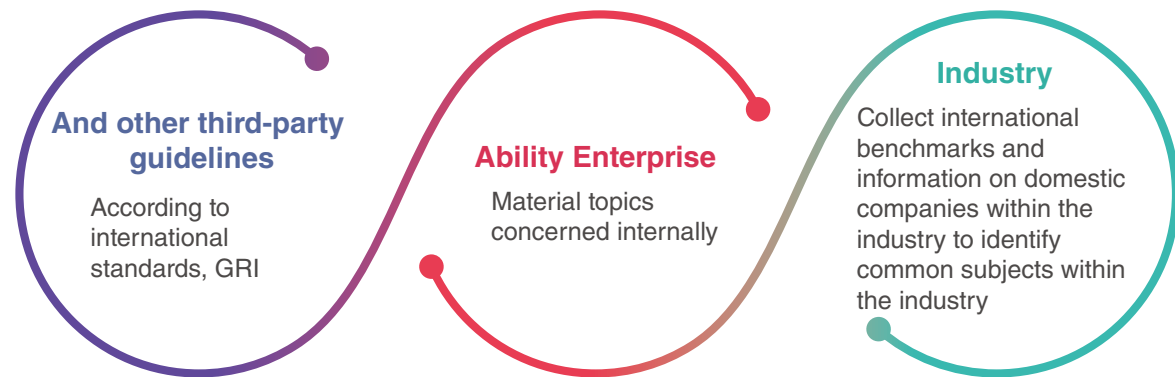 And other third-party
guidelines
According to
international
standards, GRI
Ability Enterprise
Material topics
concerned internally
Industry
Collect international
benchmarks and
information on domestic
companies within the
industry to identify
common subjects within
the industry